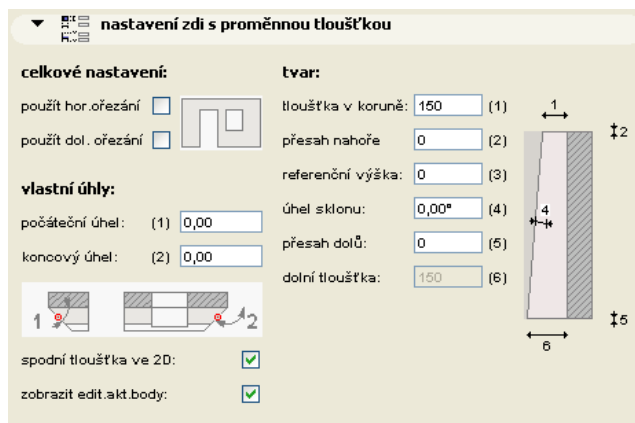 nastavení zdi s proměnnou tloušťkou
celkové nastavení:
použít hor.ořezání
použít dol. ořezání
vlastní úhly:
počáteční úhel: (1) 0,00
koncový úhel: (2) 0,00
1 2
spodní tloušťka ve 2D:
zobrazit edit.akt.body:
tvar:
tloušťka v koruně: 150 (1)
přesah nahoře 0 (2)
referenční výška: 0 (3)
úhel sklonu: 0,00° (4)
přesah dolů: 0 (5)
dolní tloušťka: 150 (6)
1
2
4
5
6